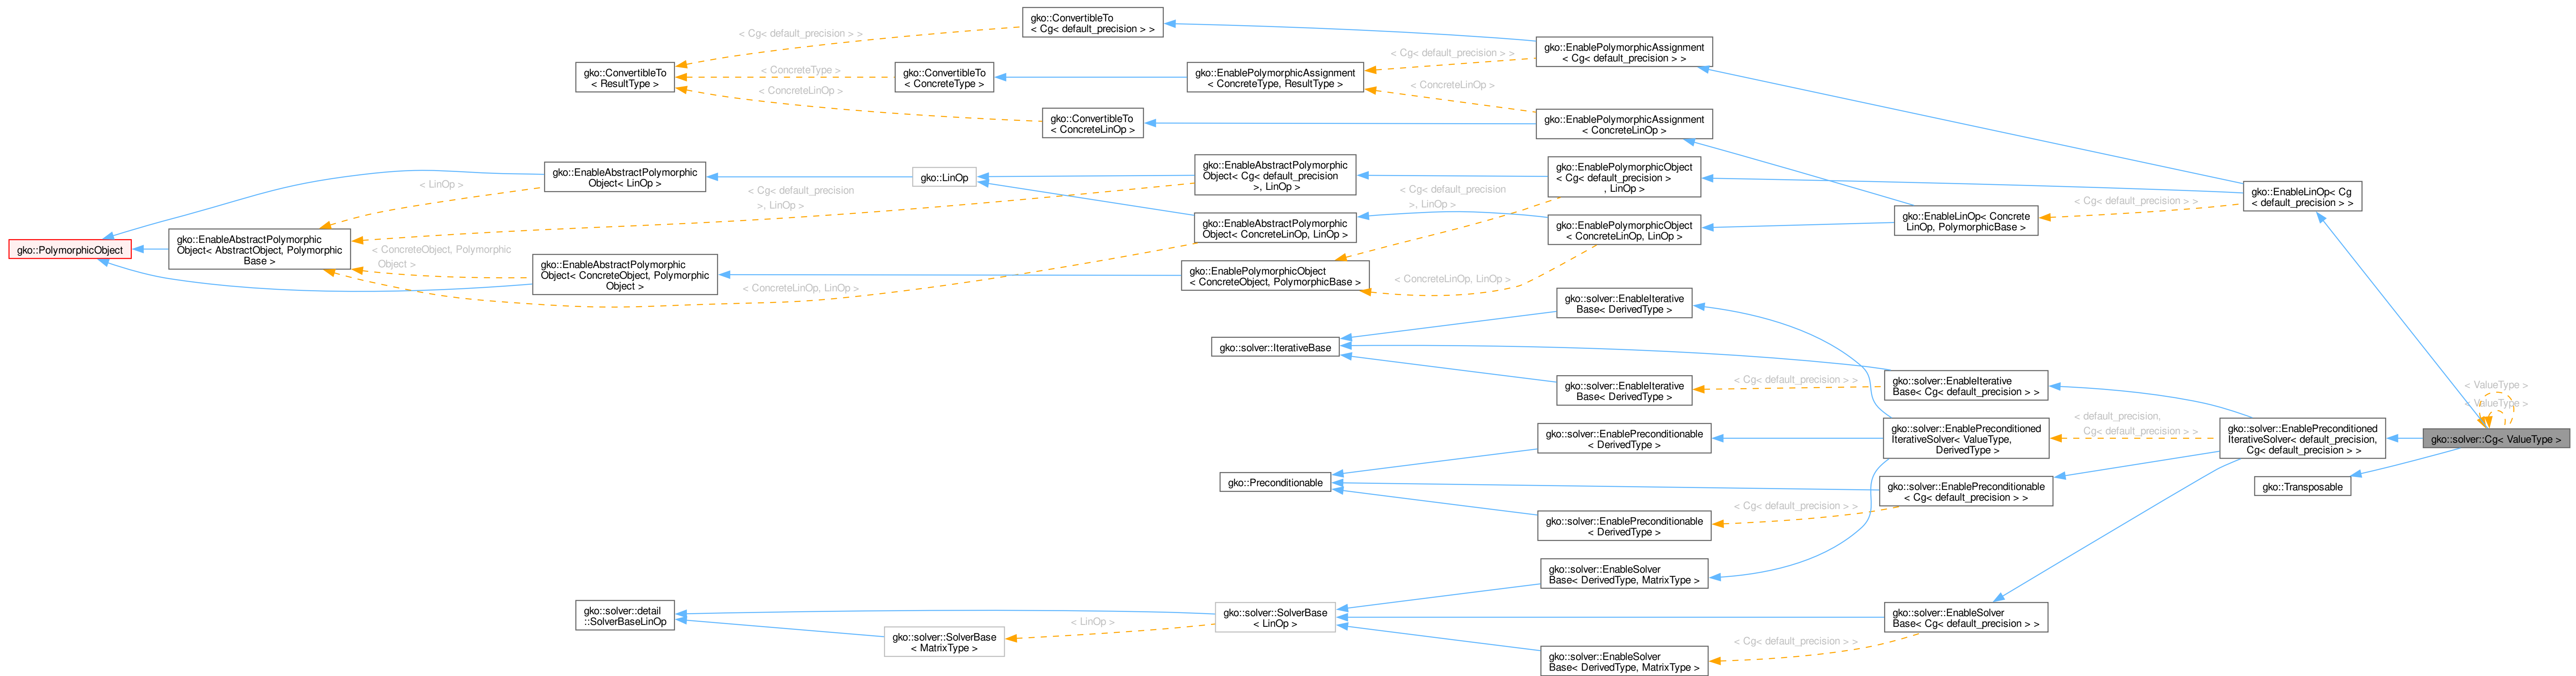 gko::PolymorphicObject
gko::EnableAbstractPolymorphic
Object< AbstractObject, Polymorphic
Base >
gko::ConvertibleTo
< ResultType >
gko::EnableAbstractPolymorphic
Object< LinOp >
gko::EnableAbstractPolymorphic
Object< ConcreteObject, Polymorphic
Object >
gko::solver::detail
::SolverBaseLinOp
< LinOp >
< ConcreteObject, Polymorphic
Object >
< Cg< default_precision > >
< ConcreteType >
< ConcreteLinOp >
< Cg< default_precision
>, LinOp >
< ConcreteLinOp, LinOp >
gko::ConvertibleTo
< Cg< default_precision > >
gko::ConvertibleTo
< ConcreteType >
gko::ConvertibleTo
< ConcreteLinOp >
gko::LinOp
gko::solver::SolverBase
< MatrixType >
< LinOp >
gko::EnablePolymorphicAssignment
< ConcreteType, ResultType >
gko::EnableAbstractPolymorphic
Object< Cg< default_precision
>, LinOp >
gko::EnableAbstractPolymorphic
Object< ConcreteLinOp, LinOp >
gko::EnablePolymorphicObject
< ConcreteObject, PolymorphicBase >
gko::solver::IterativeBase
gko::Preconditionable
gko::solver::SolverBase
< LinOp >
< Cg< default_precision > >
< ConcreteLinOp >
< Cg< default_precision
>, LinOp >
< ConcreteLinOp, LinOp >
gko::EnablePolymorphicAssignment
< Cg< default_precision > >
gko::EnablePolymorphicAssignment
< ConcreteLinOp >
gko::EnablePolymorphicObject
< Cg< default_precision >
, LinOp >
gko::EnablePolymorphicObject
< ConcreteLinOp, LinOp >
gko::solver::EnableIterative
Base< DerivedType >
gko::solver::EnableIterative
Base< DerivedType >
gko::solver::EnablePreconditionable
< DerivedType >
gko::solver::EnablePreconditionable
< DerivedType >
gko::solver::EnableSolver
Base< DerivedType, MatrixType >
gko::solver::EnableSolver
Base< DerivedType, MatrixType >
< Cg< default_precision > >
< Cg< default_precision > >
< Cg< default_precision > >
gko::EnableLinOp< Concrete
LinOp, PolymorphicBase >
gko::solver::EnableIterative
Base< Cg< default_precision > >
gko::solver::EnablePreconditioned
IterativeSolver< ValueType,
DerivedType >
gko::solver::EnablePreconditionable
< Cg< default_precision > >
gko::solver::EnableSolver
Base< Cg< default_precision > >
< Cg< default_precision > >
< default_precision,
Cg< default_precision > >
gko::EnableLinOp< Cg
< default_precision > >
gko::solver::EnablePreconditioned
IterativeSolver< default_precision,
Cg< default_precision > >
gko::Transposable
< ValueType >
< ValueType >
gko::solver::Cg< ValueType >